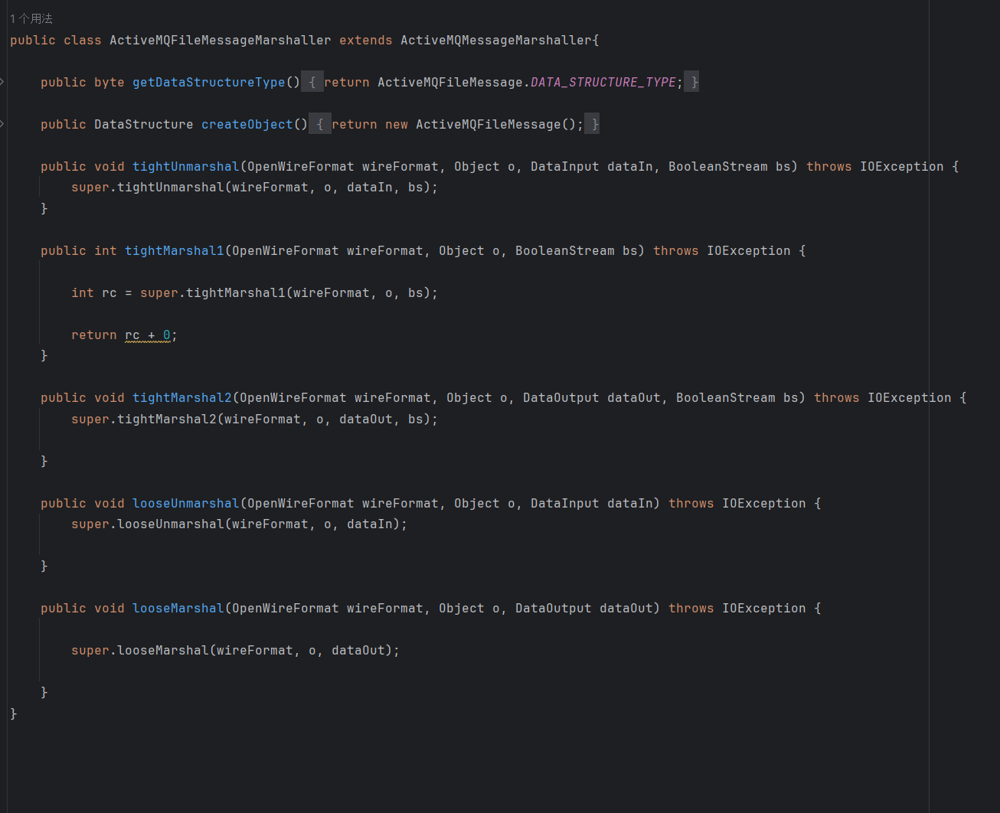 1 个用法
public class ActiveMQFileMessageMarshaller extends ActiveMQMessageMarshaller{
public byte getDataStructureType() { return ActiveMQFileMessage.DATA_STRUCTURE_TYPE; }
public DataStructure createObject() { return new ActiveMQFileMessage(); }
public void tightUnmarshal(OpenWireFormat wireFormat, Object o, DataInput dataIn, BooleanStream bs) throws IOException {
super.tightUnmarshal(wireFormat, o, dataIn, bs);
}
public int tightMarshal1(OpenWireFormat wireFormat, Object o, BooleanStream bs) throws IOException {
int rc = super.tightMarshal1(wireFormat, o, bs);
return rc + 0;
}
public void tightMarshal2(OpenWireFormat wireFormat, Object o, DataOutput dataOut, BooleanStream bs) throws IOException {
super.tightMarshal2(wireFormat, o, dataOut, bs);
}
public void looseUnmarshal(OpenWireFormat wireFormat, Object o, DataInput dataIn) throws IOException {
super.looseUnmarshal(wireFormat, o, dataIn);
}
public void looseMarshal(OpenWireFormat wireFormat, Object o, DataOutput dataOut) throws IOException {
super.looseMarshal(wireFormat, o, dataOut);
}
}